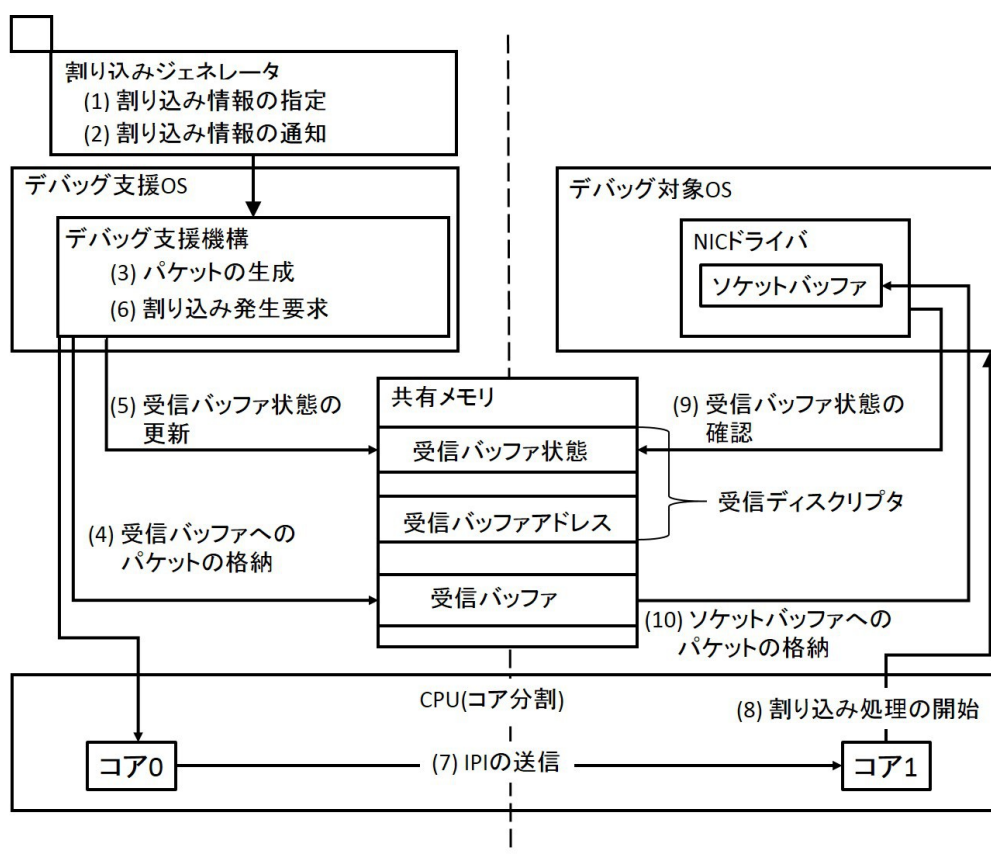 割り込みジェネレータ
(1) 割り込み情報の指定
(2) 割り込み情報の通知
デバッグ支援OS
デバッグ支援機構
(3) パケットの生成
(6) 割り込み発生要求
デバッグ対象OS
NICドライバ
ソケットバッファ
(5) 受信バッファ状態の
更新
共有メモリ
受信バッファ状態
受信バッファアドレス
受信バッファ
(9) 受信バッファ状態の
確認
受信ディスクリプタ
(4) 受信バッファへの
パケットの格納
(10) ソケットバッファへの
パケットの格納
CPU(コア分割)
(8) 割り込み処理の開始
コア0
(7) IPIの送信
コア1